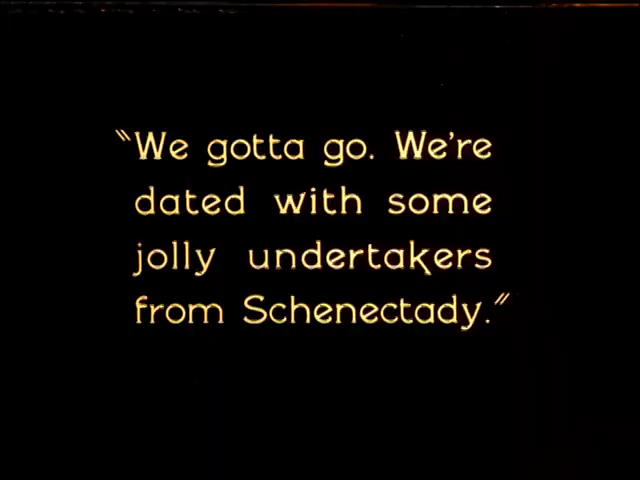 "We gotta go. We're
dated with some
jolly undertakers
from Schenectady."